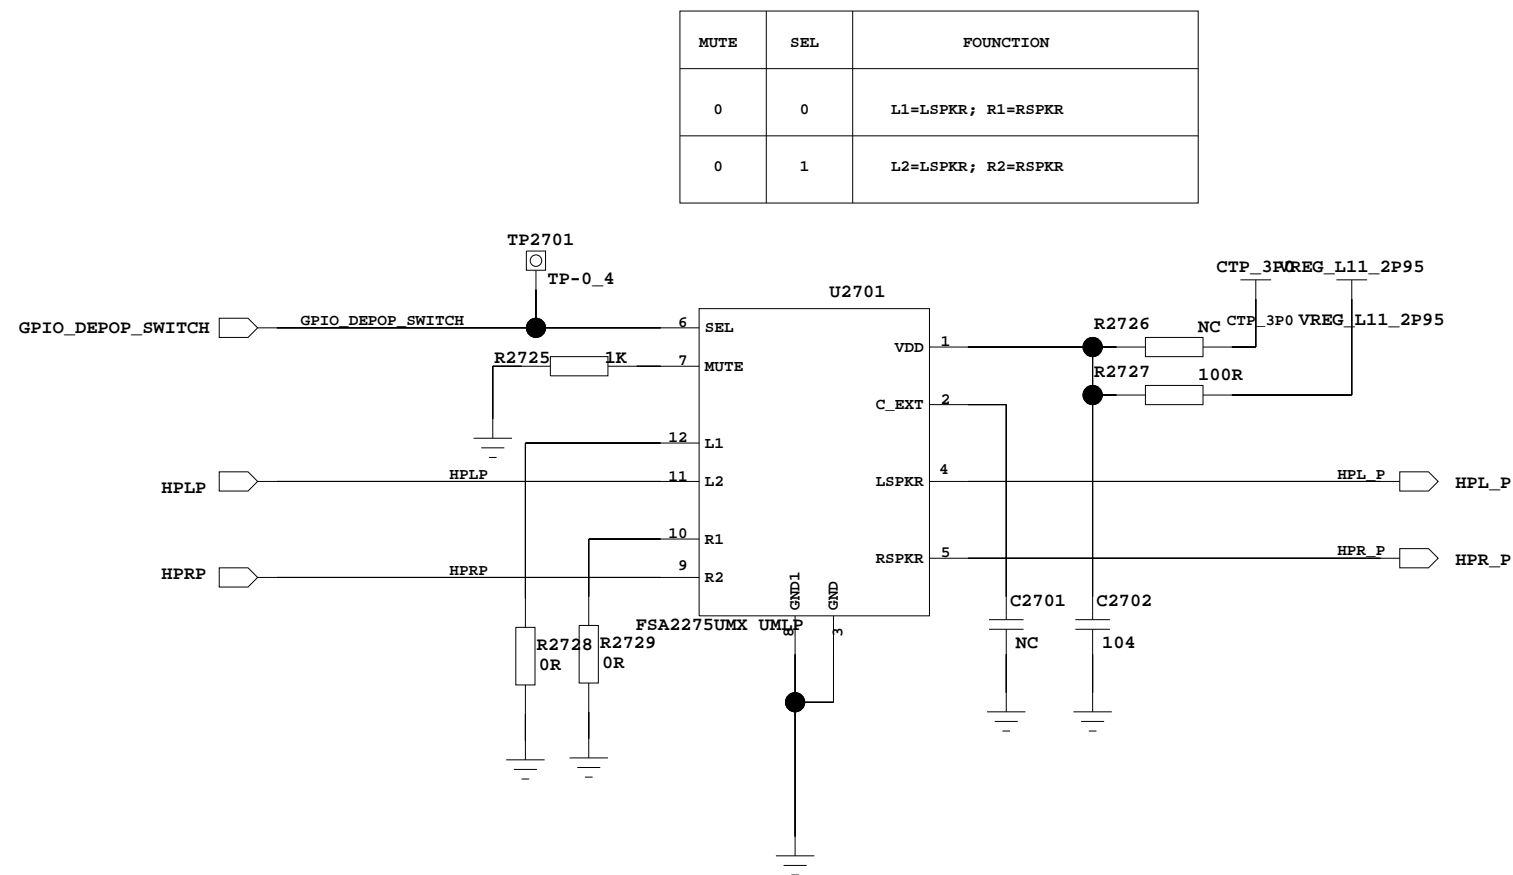 MUTE SEL FOUNCTION
0 0 L1=LSPKR; R1=RSPKR
0 1 L2=LSPKR; R2=RSPKR
TP2701
TP-0_4
CTP_3P0
VREG_L11_2P95
U2701
GPIO_DEPOP_SWITCH
GPIO_DEPOP_SWITCH
6 SEL
R2726
NC
CTP_3P0
VREG_L11_2P95
VDD 1
R2725
1K
7 MUTE
R2727
100R
C_EXT 2
12 L1
HPLP
HPLP
11 L2
LSPKR 4
HPL_P
HPL_P
10 R1
HPRP
HPRP
9 R2
RSPKR 5
HPR_P
HPR_P
GND1
GND
8
3
FSA2275UMX UMLP
C2701
NC
C2702
104
R2728
0R
R2729
0R